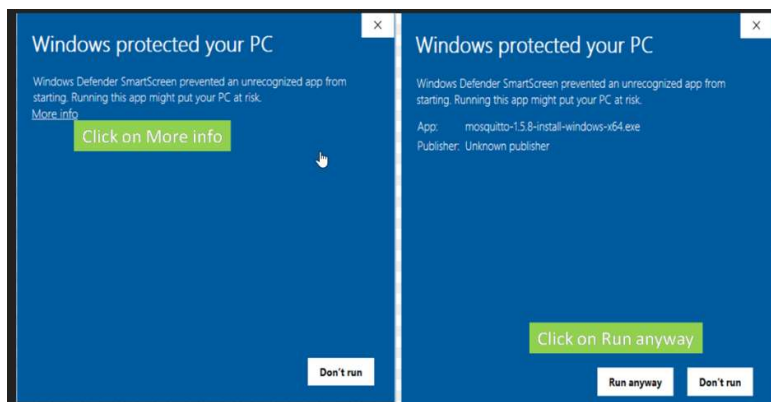 Windows protected your PC
Windows Defender SmartScreen prevented an unrecognized app from
starting. Running this app might put your PC at risk.
More info
Click on More info
Don't run
Windows protected your PC
Windows Defender SmartScreen prevented an unrecognized app from
starting. Running this app might put your PC at risk.
App: mosquitto-1.5.8-install-windows-x64.exe
Publisher: Unknown publisher
Click on Run anyway
Run anyway Don't run